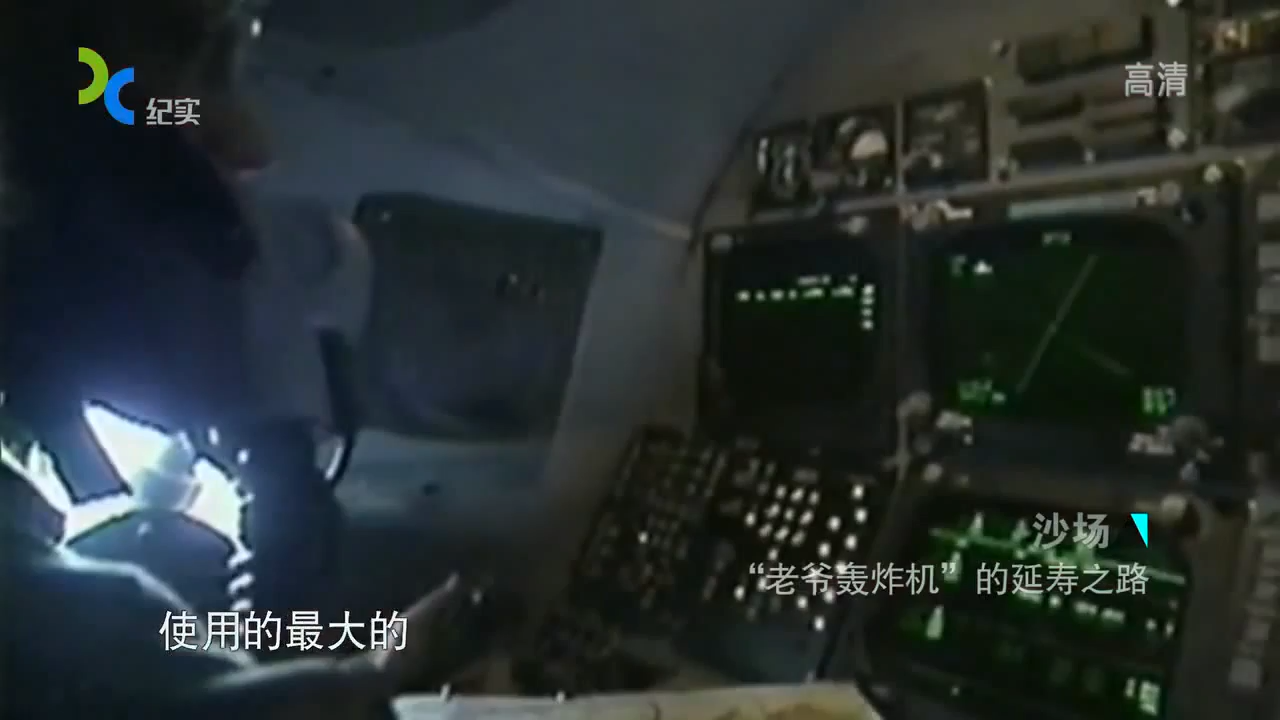 纪实
高清
沙场
“老爷轰炸机”的延寿之路
使用的最大的